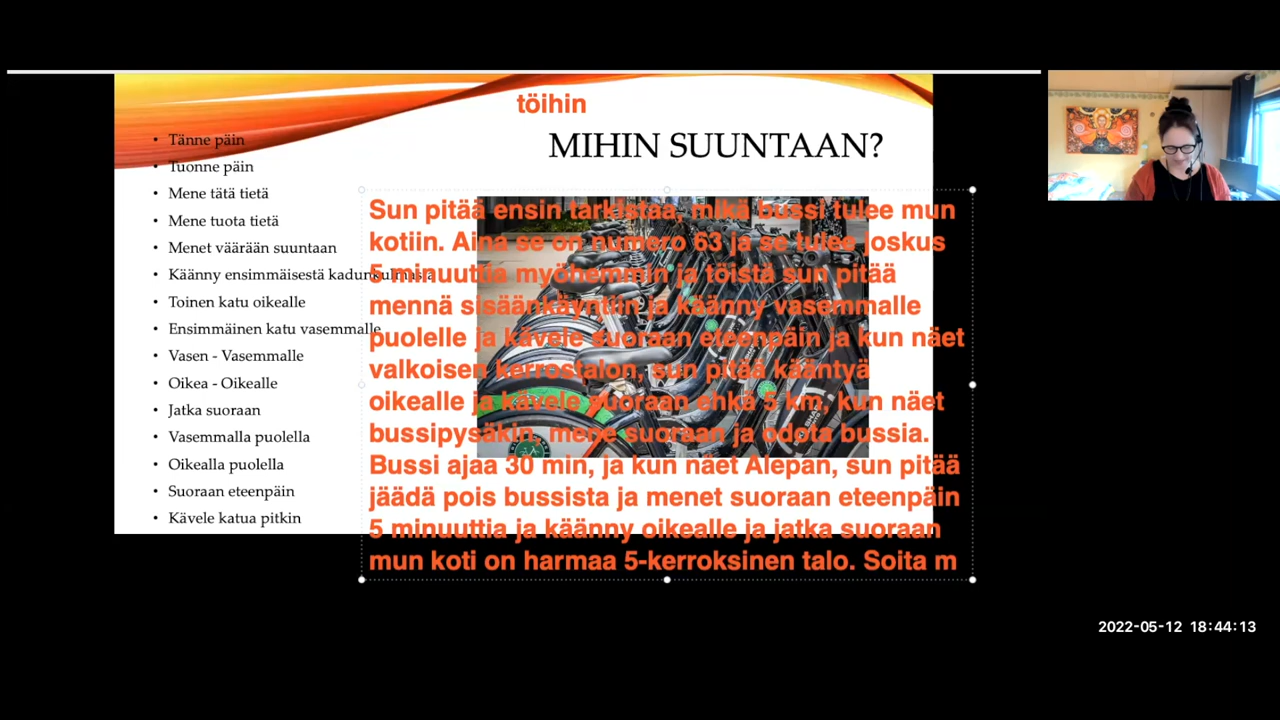 töihin
MIHIN SUUNTAAN?
Tänne päin
Tuonne päin
Mene tätä tietä
Mene tuota tietä
Menet väärään suuntaan
Käänny ensimmäisestä kadunkulmasta
Toinen katu oikealle
Ensimmäinen katu vasemmalle
Vasen - Vasemmalle
Oikea - Oikealle
Jatka suoraan
Vasemmalla puolella
Oikealla puolella
Suoraan eteenpäin
Kävele katua pitkin
Sun pitää ensin tarkistaa, mikä bussi tulee mun
kotiin. Aina se on numero 63 ja se tulee joskus
5 minuuttia myöhemmin ja töistä sun pitää
mennä sisäänkäyntiin ja käänny vasemmalle
puolelle ja kävele suoraan eteenpäin ja kun näet
valkoisen kerrostalon, sun pitää kääntyä
oikealle ja kävele suoraan ehkä 5 km, kun näet
bussipysäkin, mene suoraan ja odota bussia.
Bussi ajaa 30 min, ja kun näet Alepan, sun pitää
jäädä pois bussista ja menet suoraan eteenpäin
5 minuuttia ja käänny oikealle ja jatka suoraan
mun koti on harmaa 5-kerroksinen talo. Soita m
2022-05-12 18:44:13